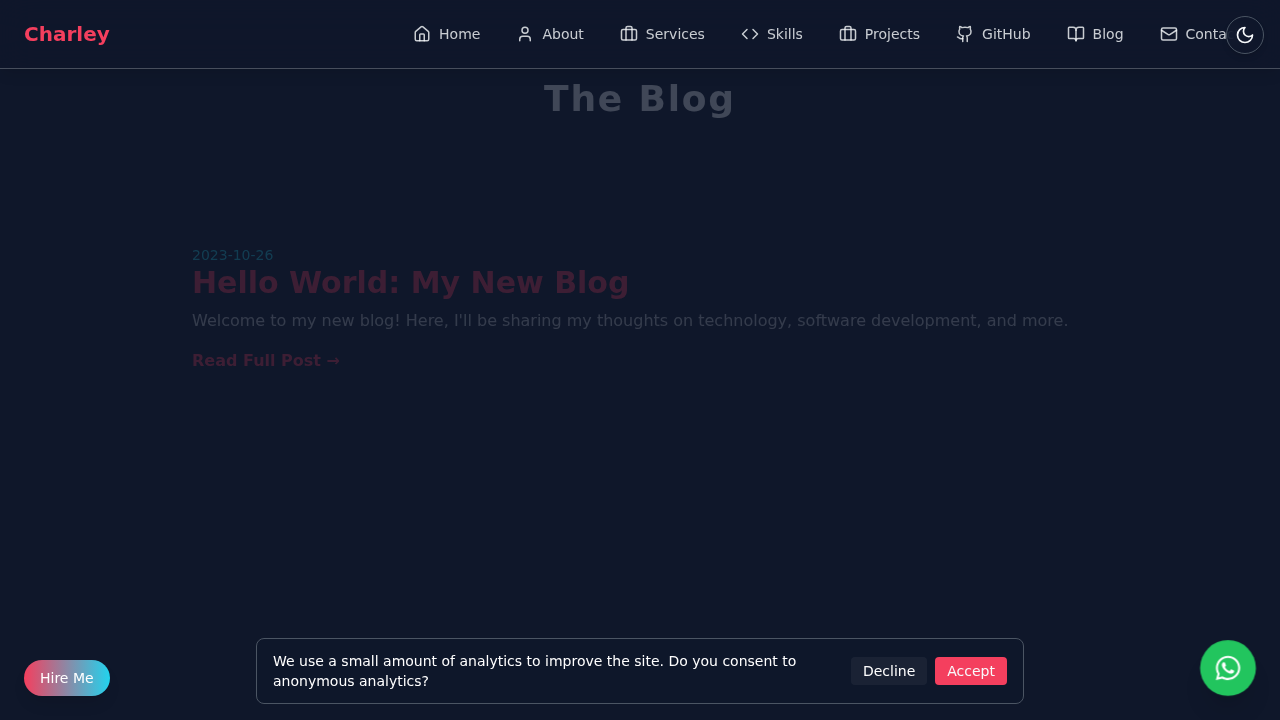 Charley
Home
About
Services
Skills
Projects
GitHub
Blog
The Blog
2023-10-26
Hello World: My New Blog
Welcome to my new blog! Here, I'll be sharing my thoughts on technology, software development, and more.
Read Full Post →
Hire Me
We use a small amount of analytics to improve the site. Do you consent to
anonymous analytics?
Decline
Accept